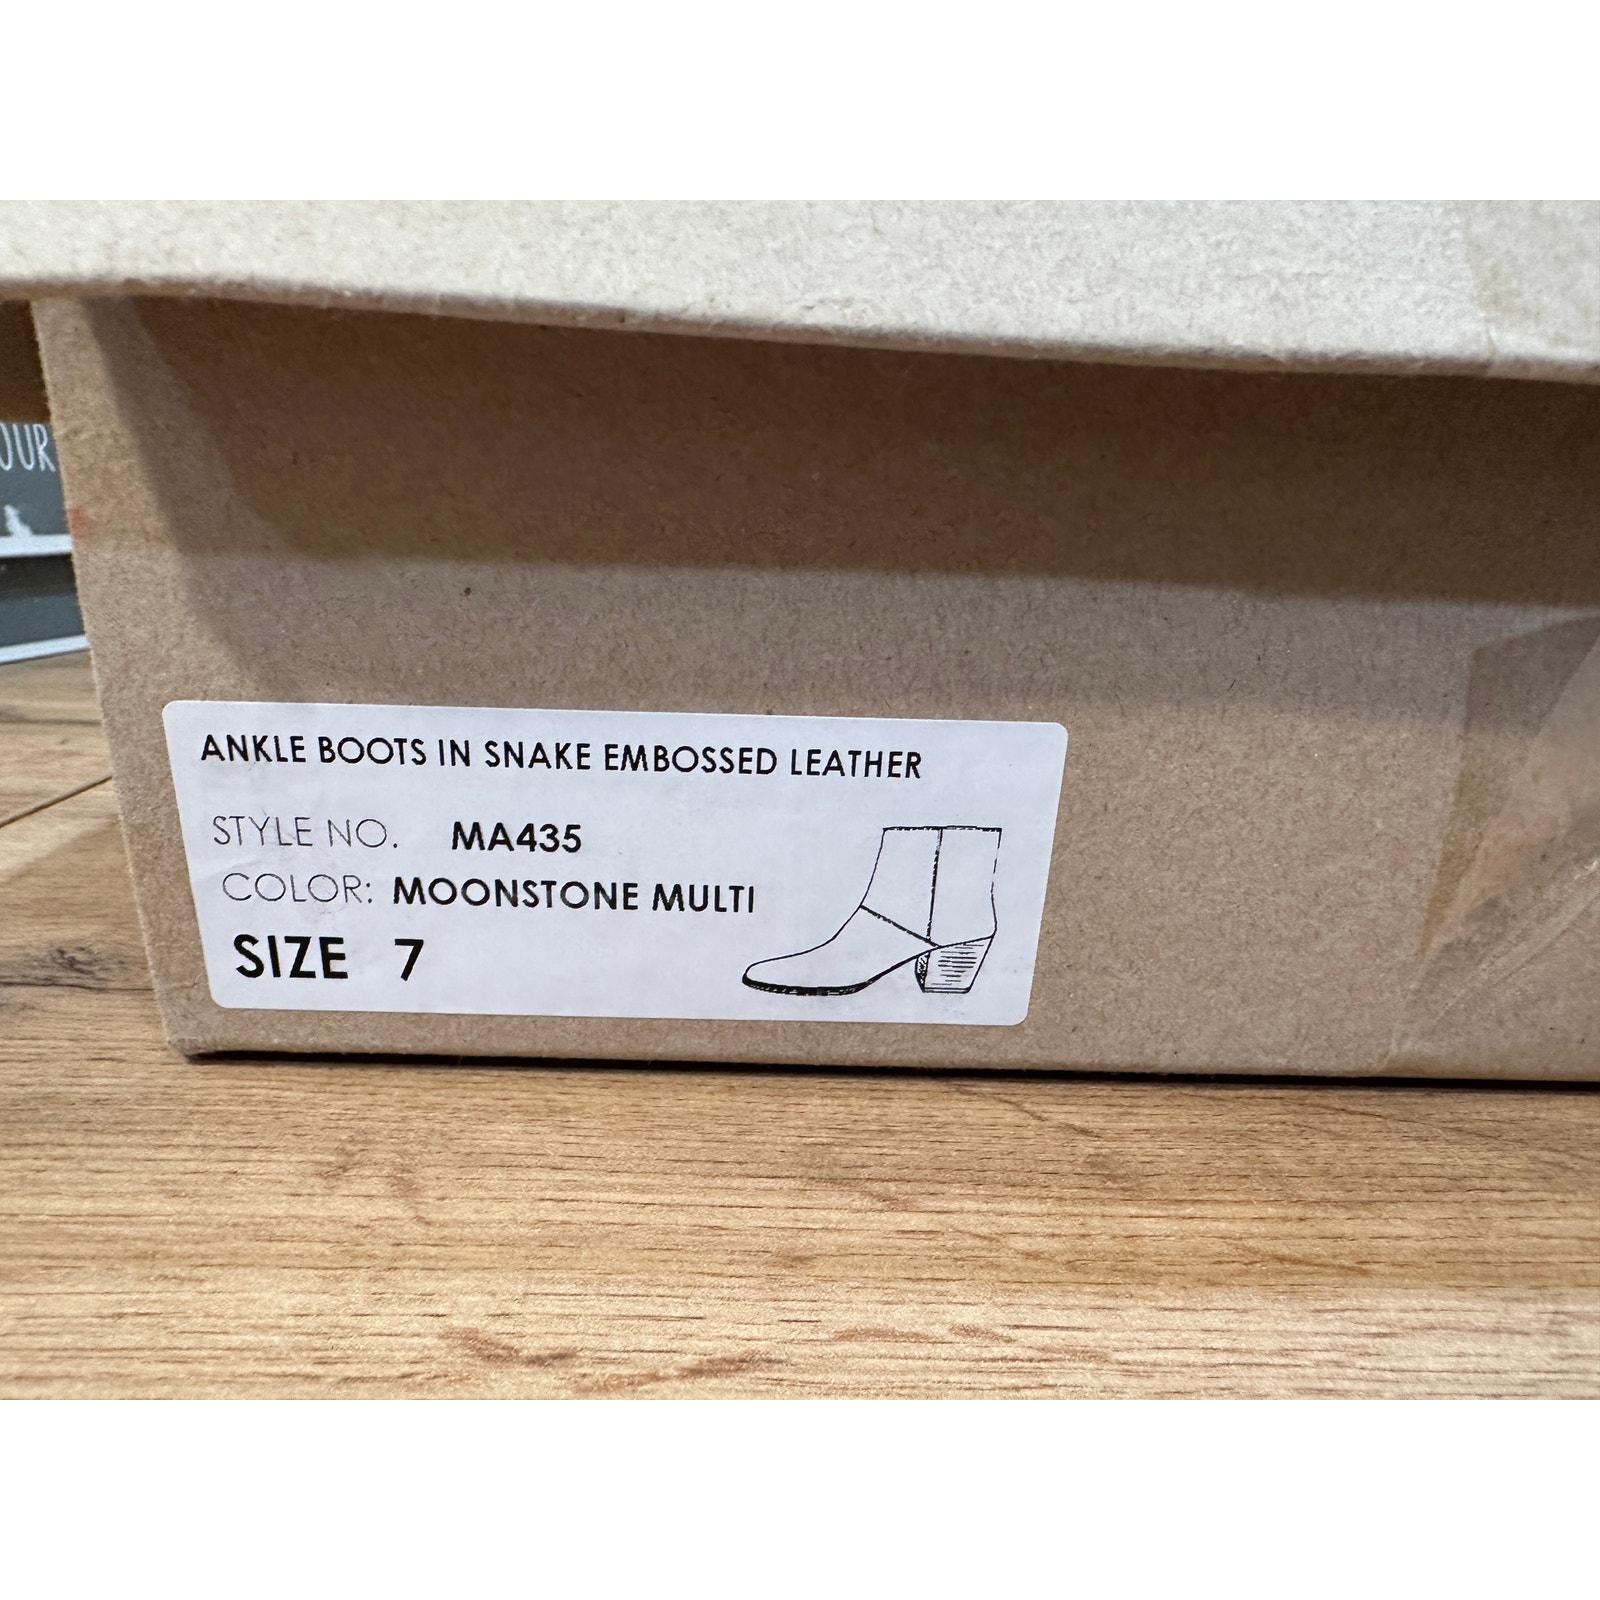 ANKLE BOOTS IN SNAKE EMBOSSED LEATHER
STYLE NO. MA435
COLOR: MOONSTONE MULTI
SIZE 7